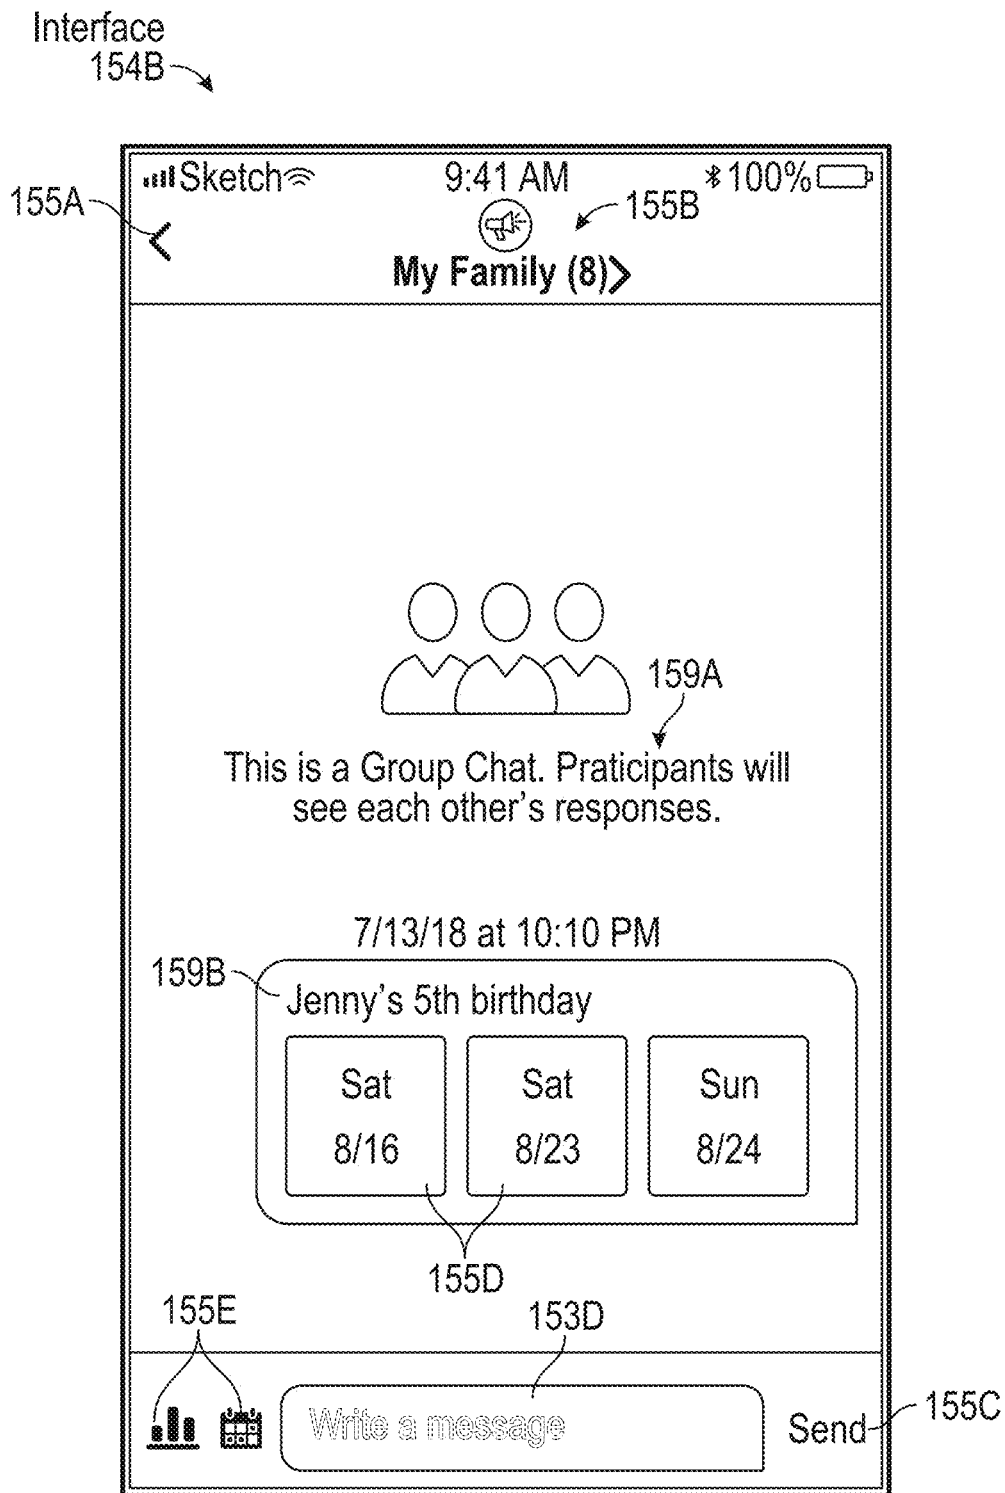 Interface
154B
Sketch 9:41 AM 100%
155A
155B
My Family (8)
159A
This is a Group Chat. Praticipants will
see each other's responses.
7/13/18 at 10:10 PM
159B
Jenny's 5th birthday
Sat Sat Sun
8/16 8/23 8/24
155D
155E
153D
Write a message
Send
155C